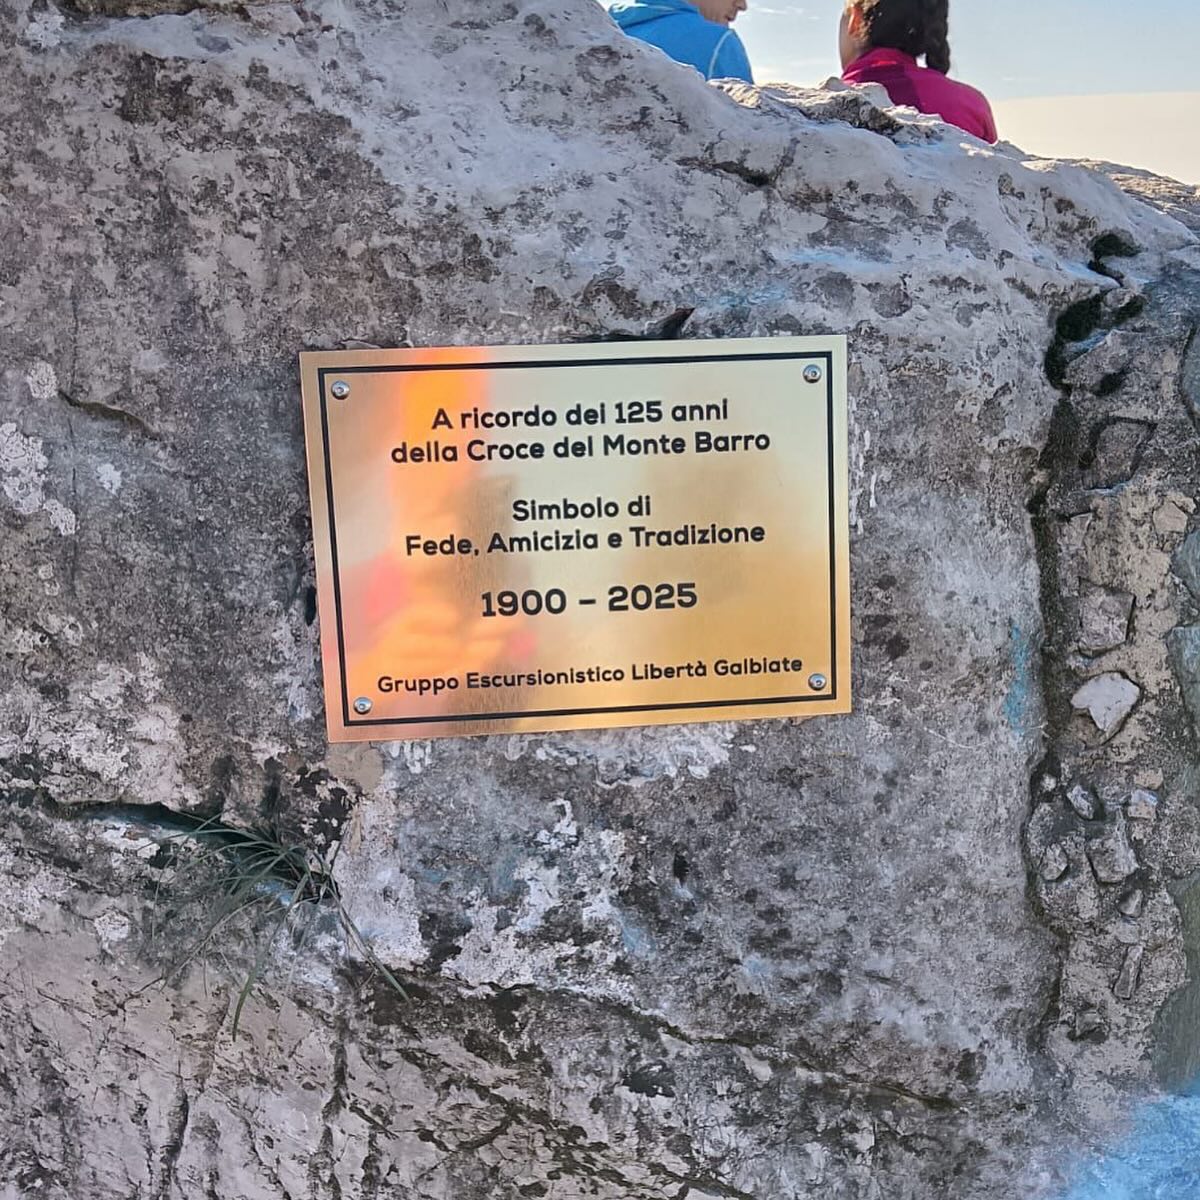 A ricordo dei 125 anni
della Croce del Monte Barro
Simbolo di
Fede, Amicizia e Tradizione
1900 - 2025
Gruppo Escursionistico Libertà Galbiate